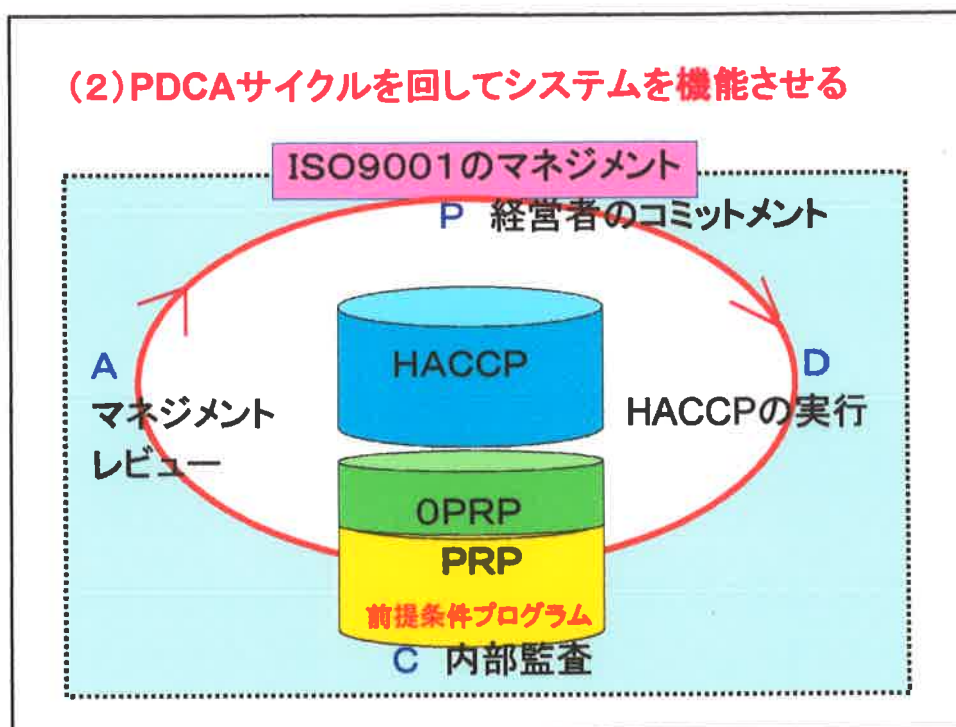 (2)PDCAサイクルを回してシステムを機能させる
ISO9001のマネジメント
P 経営者のコミットメント
HACCP
A
マネジメント
レビュー
D
HACCPの実行
OPRP
PRP
前提条件プログラム
C 内部監査